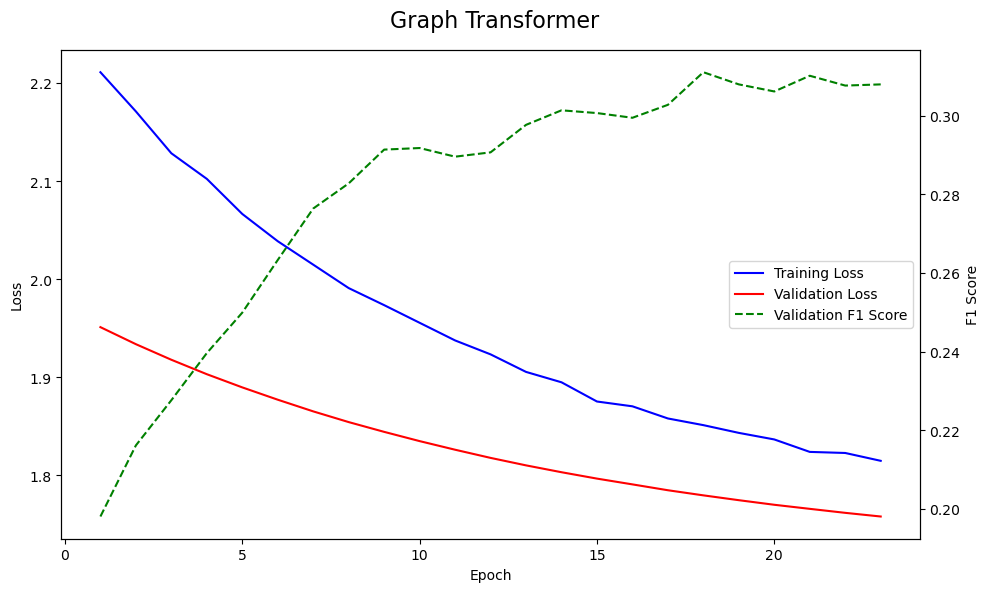 Graph Transformer
2.2
2.1
2.0
1.9
1.8
Loss
0
5
10
15
20
Epoch
0.30
0.28
0.26
0.24
0.22
0.20
F1 Score
Training Loss
Validation Loss
Validation F1 Score